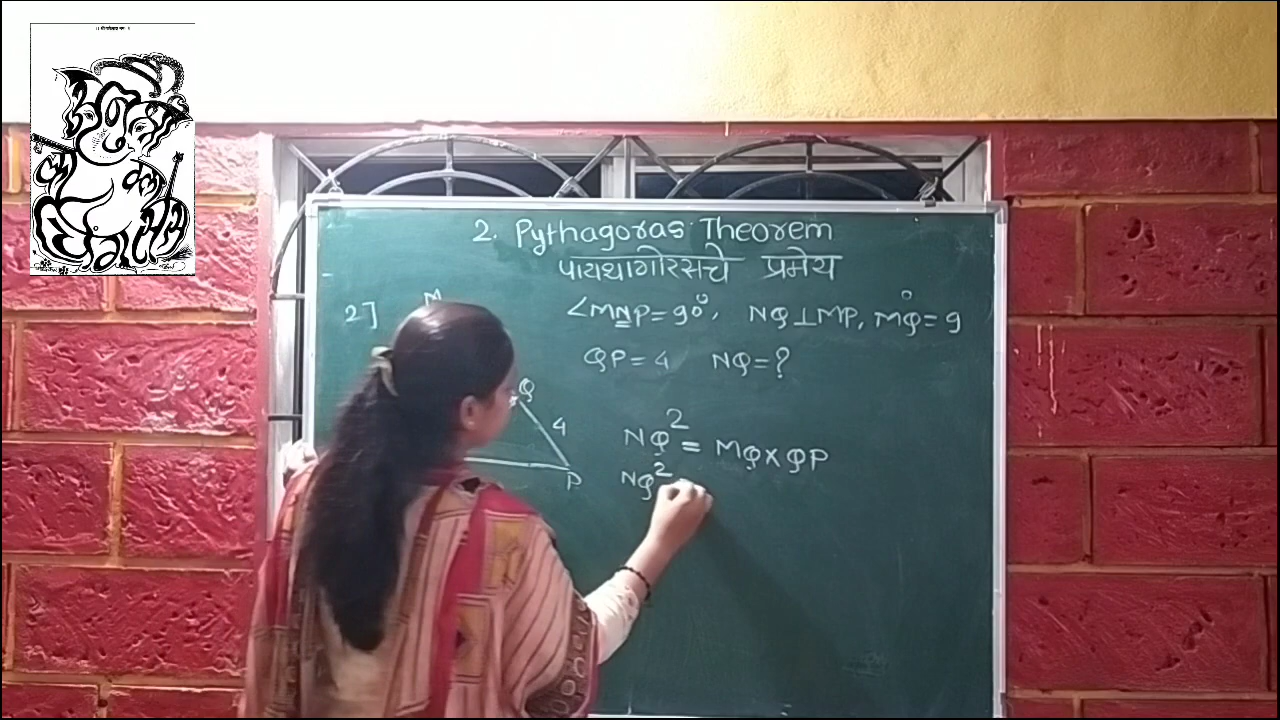 2. Pythagoras Theorem
पायथागोरसचे प्रमेय
2] M
∠MNP=90°, NQ⊥MP, MQ=9
QP=4 NQ=?
Q
4
P
NQ²= MQ×QP
NQ²